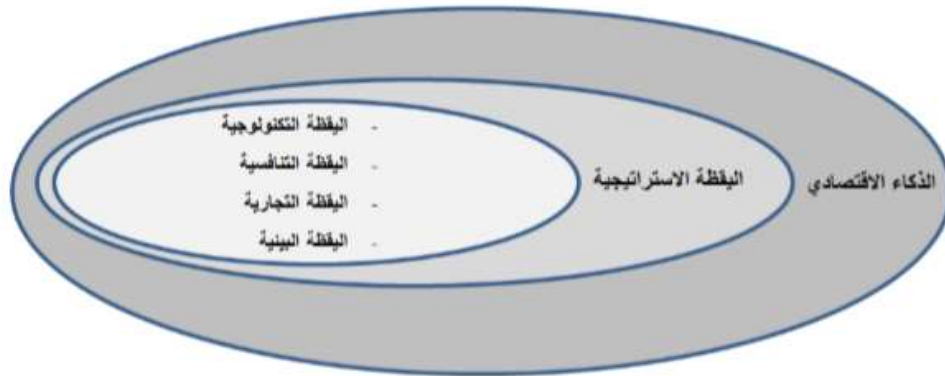 - اليقظة التكنولوجية
- اليقظة التنافسية
- اليقظة التجارية
- اليقظة البيئية
اليقظة الاستراتيجية
الذكاء الاقتصادي